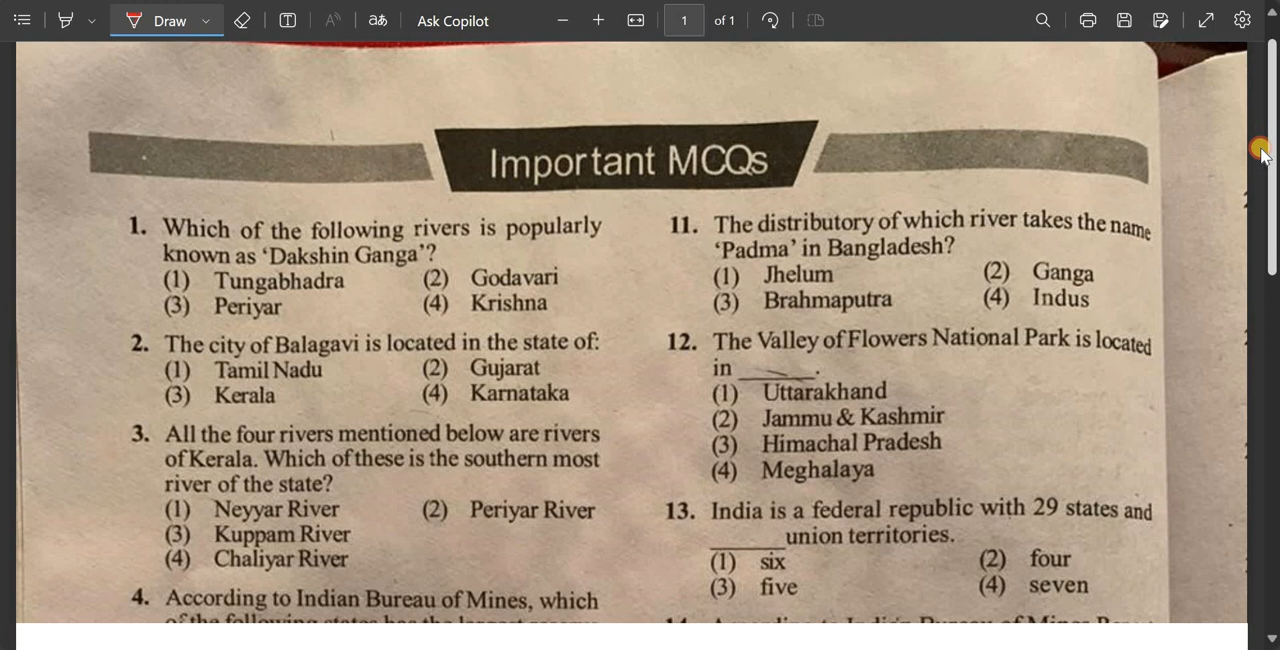 Draw
Ask Copilot
1 of 1
Important MCQs
1. Which of the following rivers is popularly
known as ‘Dakshin Ganga’?
(1) Tungabhadra (2) Godavari
(3) Periyar (4) Krishna
2. The city of Balagavi is located in the state of:
(1) Tamil Nadu (2) Gujarat
(3) Kerala (4) Karnataka
3. All the four rivers mentioned below are rivers
of Kerala. Which of these is the southern most
river of the state?
(1) Neyyar River (2) Periyar River
(3) Kuppam River
(4) Chaliyar River
4. According to Indian Bureau of Mines, which
11. The distributory of which river takes the name
‘Padma’ in Bangladesh?
(1) Jhelum (2) Ganga
(3) Brahmaputra (4) Indus
12. The Valley of Flowers National Park is located
in ______.
(1) Uttarakhand
(2) Jammu & Kashmir
(3) Himachal Pradesh
(4) Meghalaya
13. India is a federal republic with 29 states and
______ union territories.
(1) six (2) four
(3) five (4) seven